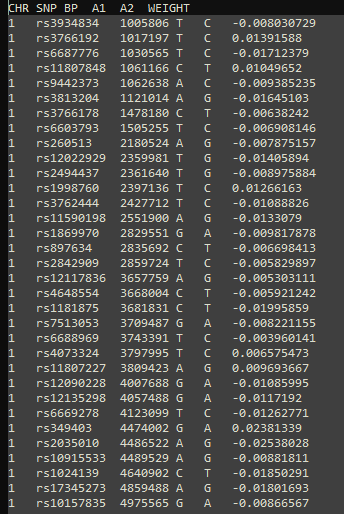 CHR SNP BP A1 A2 WEIGHT
1 rs3934834 1005806 T C -0.008030729
1 rs3766192 1017197 T C 0.01391588
1 rs6687776 1030565 T C -0.01712379
1 rs11807848 1061166 C T 0.01049652
1 rs9442373 1062638 A C -0.009385235
1 rs3813204 1121014 A G -0.01645103
1 rs3766178 1478180 C T -0.00638242
1 rs6603793 1505255 T C -0.006908146
1 rs260513 2180524 A G -0.007875157
1 rs12022929 2359981 T G -0.01405894
1 rs2494437 2361640 T G -0.008975884
1 rs1998760 2397136 T C 0.01266163
1 rs3762444 2427712 T C -0.01088826
1 rs11590198 2551900 A G -0.0133079
1 rs1869970 2829551 G A -0.009817878
1 rs897634 2835692 C T -0.006698413
1 rs2842909 2859724 T C -0.005829897
1 rs12117836 3657759 A G -0.005303111
1 rs4648554 3668004 C T -0.005921242
1 rs1181875 3681831 C T -0.01995859
1 rs7513053 3709487 G A -0.008221155
1 rs6688969 3743391 T C -0.003960141
1 rs4073324 3797995 T C 0.006575473
1 rs11807227 3809423 A G 0.009693667
1 rs12090228 4007688 G A -0.01085995
1 rs12135298 4057488 G A -0.0117192
1 rs6669278 4123099 T C -0.01262771
1 rs349403 4474002 G A 0.02381339
1 rs2035010 4486522 A G -0.02538028
1 rs10915533 4489529 A G -0.00881811
1 rs1024139 4640902 C T -0.01850291
1 rs17345273 4859488 A G -0.01801693
1 rs10157835 4975565 G A -0.00866567